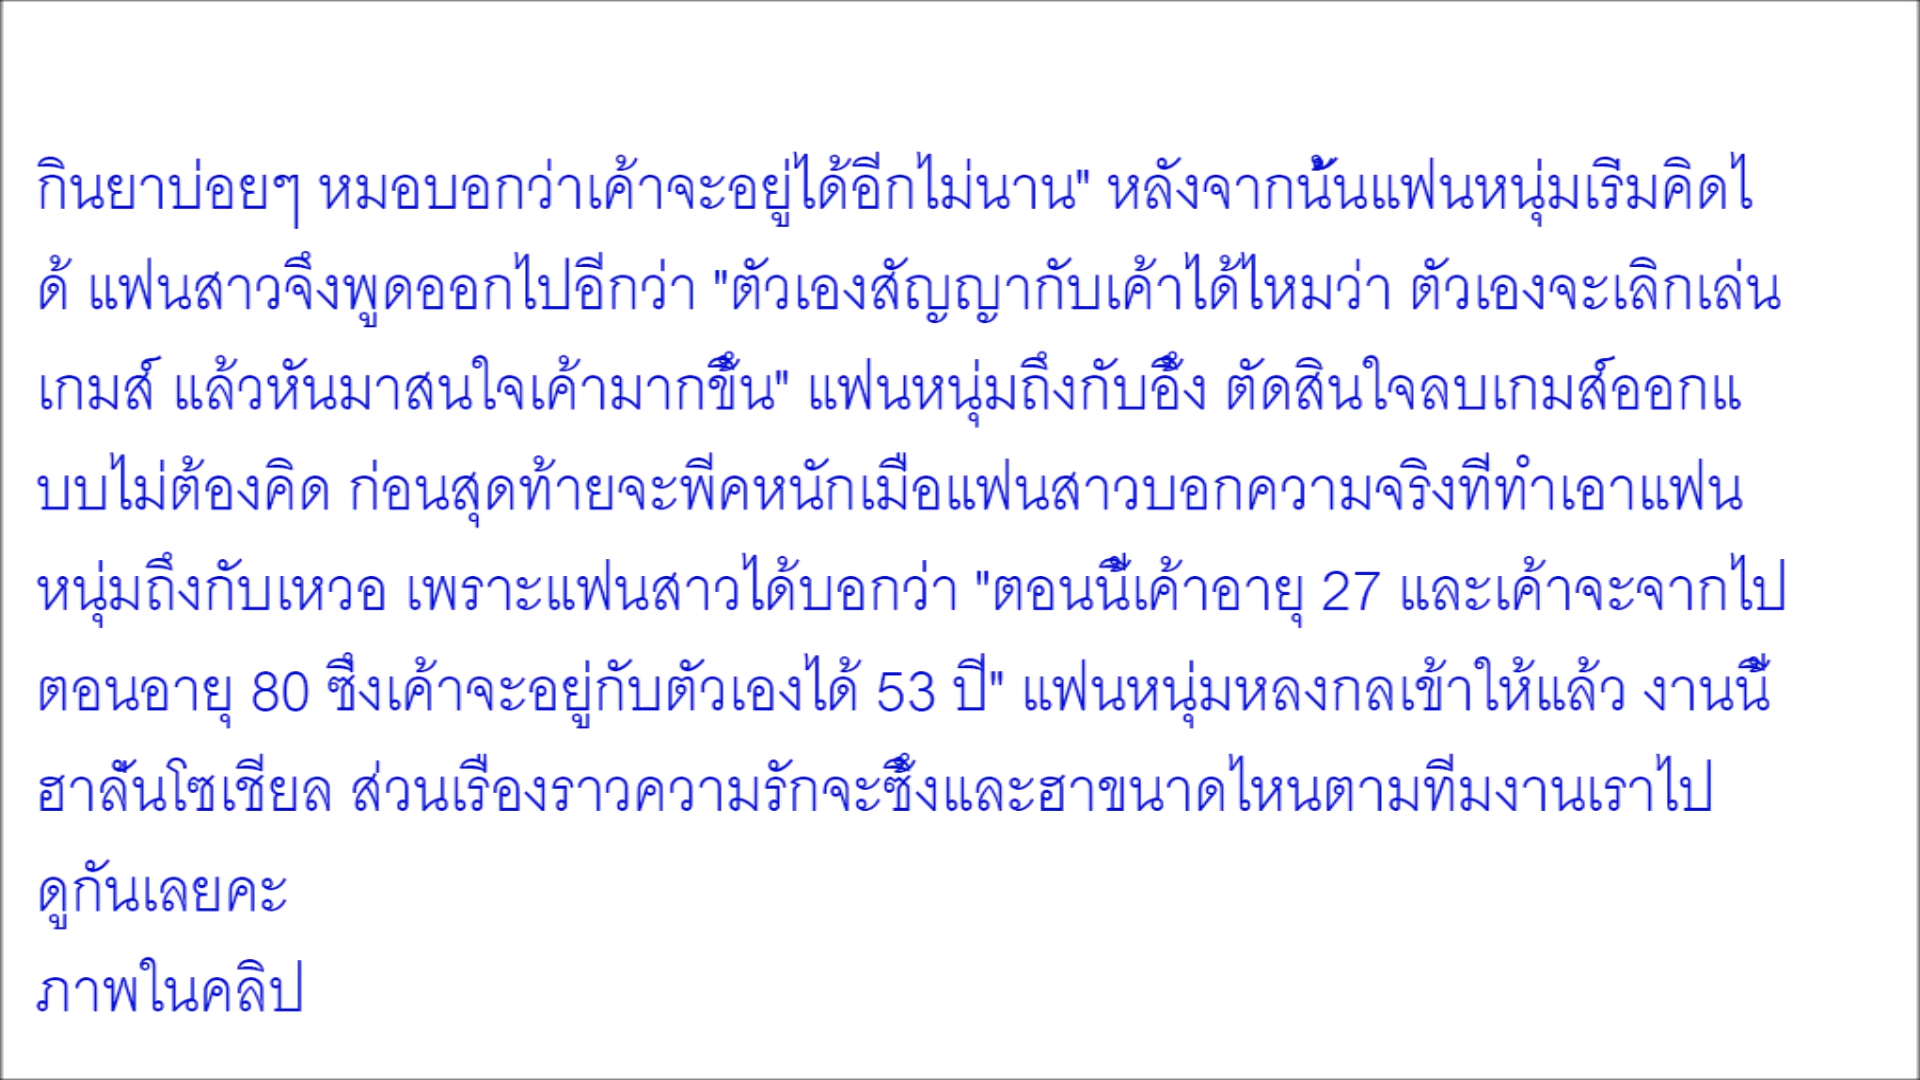 กินยาบ่อยๆ หมอบอกว่าเค้าจะอยู่ได้อีกไม่นาน" หลังจากนั้นแฟนหนุ่มเริ่มคิดไ
ด้ แฟนสาวจึงพูดออกไปอีกว่า "ตัวเองสัญญากับเค้าได้ไหมว่า ตัวเองจะเลิกเล่น
เกมส์ แล้วหันมาสนใจเค้ามากขึ้น" แฟนหนุ่มถึงกับอึ้ง ตัดสินใจลบเกมส์ออกแ
บบไม่ต้องคิด ก่อนสุดท้ายจะพีคหนักเมื่อแฟนสาวบอกความจริงที่ทำเอาแฟน
หนุ่มถึงกับเหวอ เพราะแฟนสาวได้บอกว่า "ตอนนี้เค้าอายุ 27 และเค้าจะจากไป
ตอนอายุ 80 ซึ่งเค้าจะอยู่กับตัวเองได้ 53 ปี" แฟนหนุ่มหลงกลเข้าให้แล้ว งานนี้
ฮาลั่นโซเชียล ส่วนเรื่องราวความรักจะซึ้งและฮาขนาดไหนตามทีมงานเราไป
ดูกันเลยคะ
ภาพในคลิป